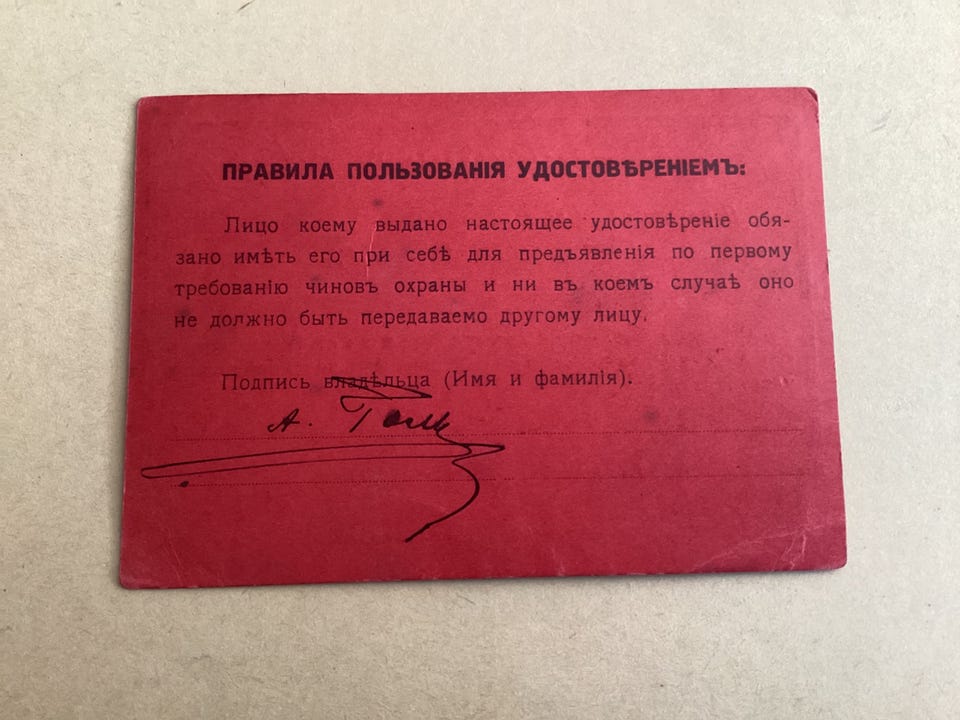 ПРАВИЛА ПОЛЬЗОВАНІЯ УДОСТОВѢРЕНІЕМЪ:
Лицо коему выдано настоящее удостовѣреніе обя-
зано имѣть его при себѣ для предъявленія по первому
требованію чиновъ охраны и ни въ коемъ случаѣ оно
не должно быть передаваемо другому лицу.
Подпись владѣльца (Имя и фамилія).
А.